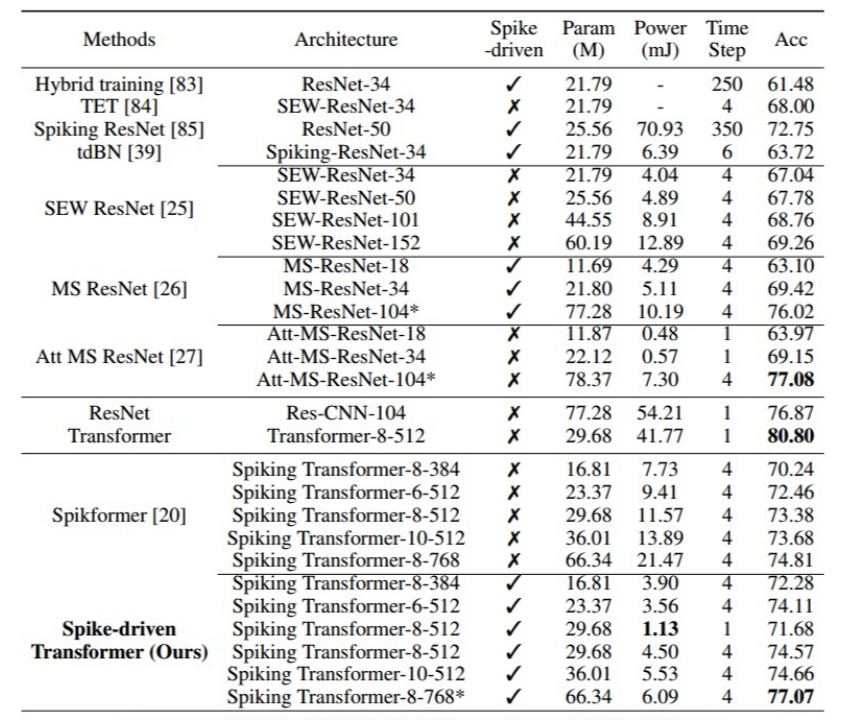 Methods Architecture Spike -driven Param (M) Power (mJ) Time Step Acc
Hybrid training [83] ResNet-34 ✓ 21.79 - 250 61.48
TET [84] SEW-ResNet-34 ✗ 21.79 - 4 68.00
Spiking ResNet [85] ResNet-50 ✓ 25.56 70.93 350 72.75
tdBN [39] Spiking-ResNet-34 ✓ 21.79 6.39 6 63.72
SEW ResNet [25] SEW-ResNet-34 ✗ 21.79 4.04 4 67.04
SEW-ResNet-50 ✗ 25.56 4.89 4 67.78
SEW-ResNet-101 ✗ 44.55 8.91 4 68.76
SEW-ResNet-152 ✗ 60.19 12.89 4 69.26
MS ResNet [26] MS-ResNet-18 ✓ 11.69 4.29 4 63.10
MS-ResNet-34 ✓ 21.80 5.11 4 69.42
MS-ResNet-104* ✓ 77.28 10.19 4 76.02
Att MS ResNet [27] Att-MS-ResNet-18 ✗ 11.87 0.48 1 63.97
Att-MS-ResNet-34 ✗ 22.12 0.57 1 69.15
Att-MS-ResNet-104* ✗ 78.37 7.30 4 77.08
ResNet Res-CNN-104 ✗ 77.28 54.21 1 76.87
Transformer Transformer-8-512 ✗ 29.68 41.77 1 80.80
Spikformer [20] Spiking Transformer-8-384 ✗ 16.81 7.73 4 70.24
Spiking Transformer-6-512 ✗ 23.37 9.41 4 72.46
Spiking Transformer-8-512 ✗ 29.68 11.57 4 73.38
Spiking Transformer-10-512 ✗ 36.01 13.89 4 73.68
Spiking Transformer-8-768 ✗ 66.34 21.47 4 74.81
Spike-driven Transformer (Ours) Spiking Transformer-8-384 ✓ 16.81 3.90 4 72.28
Spiking Transformer-6-512 ✓ 23.37 3.56 4 74.11
Spiking Transformer-8-512 ✓ 29.68 1.13 1 71.68
Spiking Transformer-8-512 ✓ 29.68 4.50 4 74.57
Spiking Transformer-10-512 ✓ 36.01 5.53 4 74.66
Spiking Transformer-8-768* ✓ 66.34 6.09 4 77.07